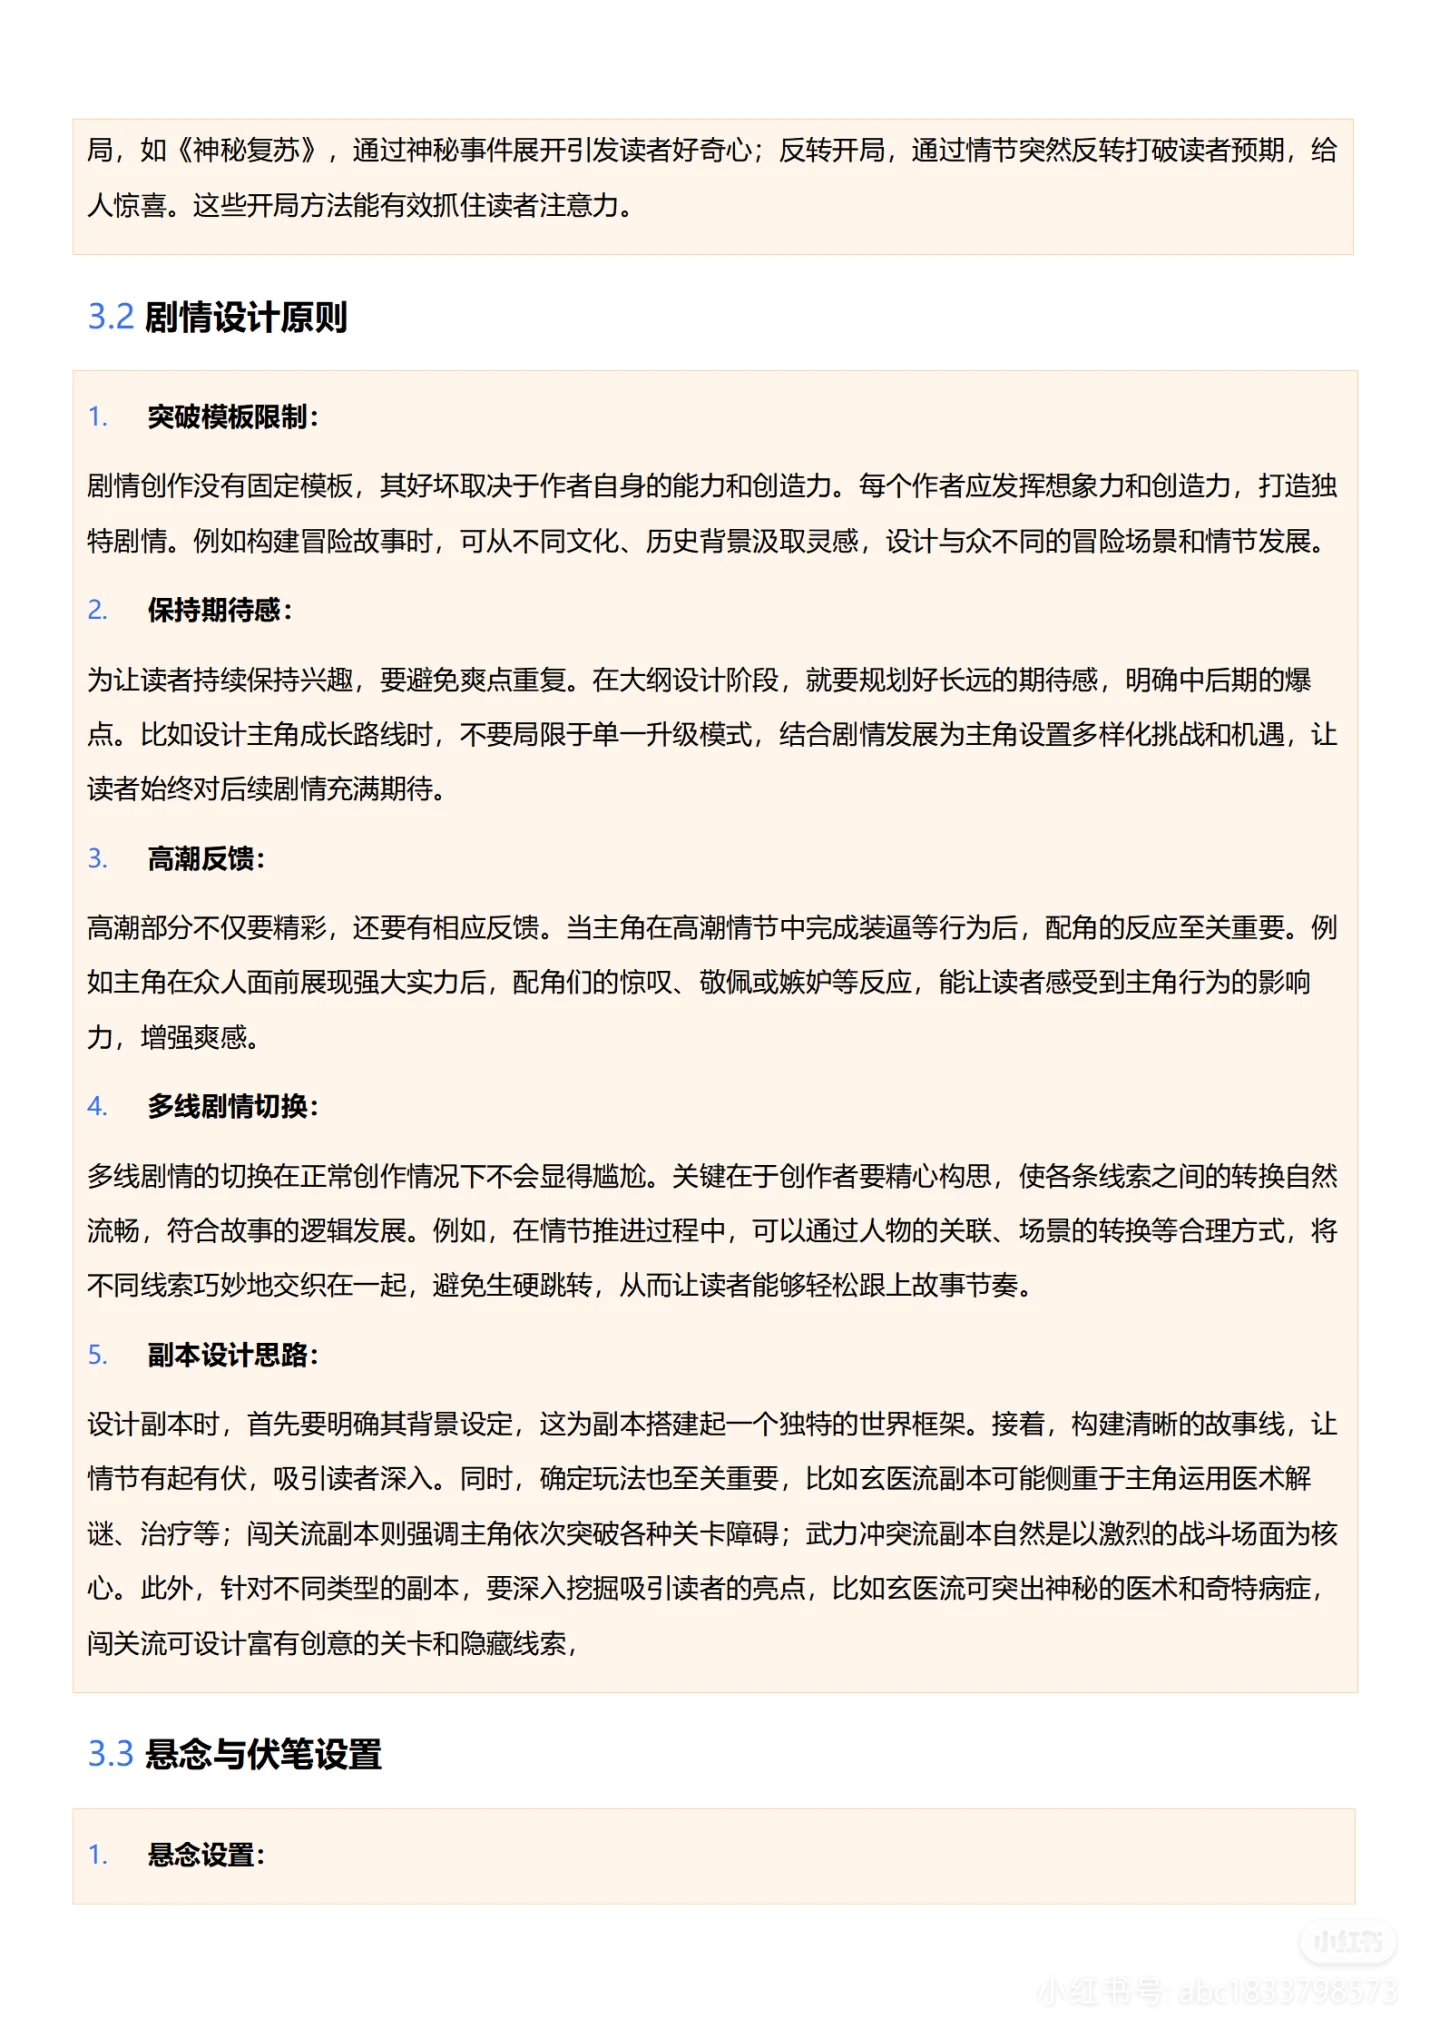 局，如《神秘复苏》，通过神秘事件展开引发读者好奇心；反转开局，通过情节突然反转打破读者预期，给
人惊喜。这些开局方法能有效抓住读者注意力。
3.2 剧情设计原则
1. 突破模板限制：
剧情创作没有固定模板，其好坏取决于作者自身的能力和创造力。每个作者应发挥想象力和创造力，打造独
特剧情。例如构建冒险故事时，可从不同文化、历史背景汲取灵感，设计与众不同的冒险场景和情节发展。
2. 保持期待感：
为让读者持续保持兴趣，要避免爽点重复。在大纲设计阶段，就要规划好长远的期待感，明确中后期的爆
点。比如设计主角成长路线时，不要局限于单一升级模式，结合剧情发展为主角设置多样化挑战和机遇，让
读者始终对后续剧情充满期待。
3. 高潮反馈：
高潮部分不仅要精彩，还要有相应反馈。当主角在高潮情节中完成装逼等行为后，配角的反应至关重要。例
如主角在众人面前展现强大实力后，配角们的惊叹、敬佩或嫉妒等反应，能让读者感受到主角行为的影响
力，增强爽感。
4. 多线剧情切换：
多线剧情的切换在正常创作情况下不会显得尴尬。关键在于创作者要精心构思，使各条线索之间的转换自然
流畅，符合故事的逻辑发展。例如，在情节推进过程中，可以通过人物的关联、场景的转换等合理方式，将
不同线索巧妙地交织在一起，避免生硬跳转，从而让读者能够轻松跟上故事节奏。
5. 副本设计思路：
设计副本时，首先要明确其背景设定，这为副本搭建起一个独特的世界框架。接着，构建清晰的故事线，让
情节有起有伏，吸引读者深入。同时，确定玩法也至关重要，比如玄医流副本可能侧重于主角运用医术解
谜、治疗等；闯关流副本则强调主角依次突破各种关卡障碍；武力冲突流副本自然是以激烈的战斗场面为核
心。此外，针对不同类型的副本，要深入挖掘吸引读者的亮点，比如玄医流可突出神秘的医术和奇特病症，
闯关流可设计富有创意的关卡和隐藏线索，
3.3 悬念与伏笔设置
1. 悬念设置：
小红书
小红书号: abc1833798573